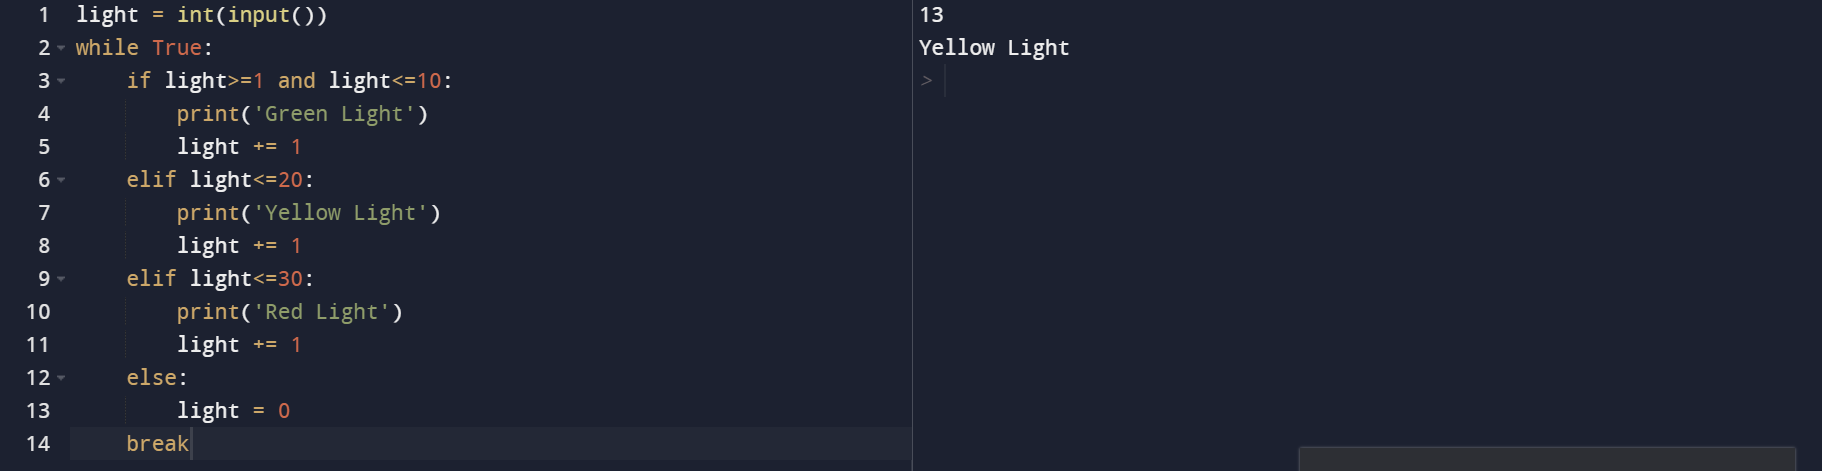 1 light = int(input())
2 while True:
3     if light>=1 and light<=10:
4         print('Green Light')
5         light += 1
6     elif light<=20:
7         print('Yellow Light')
8         light += 1
9     elif light<=30:
10         print('Red Light')
11         light += 1
12     else:
13         light = 0
14     break
13
Yellow Light
>